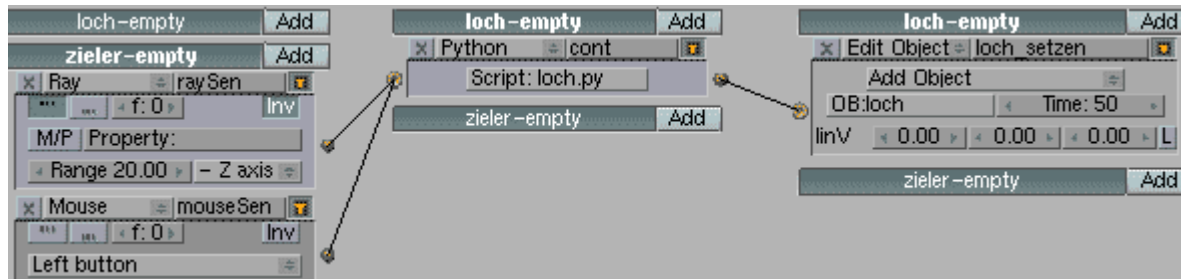 loch-empty Add
zieler-empty Add
X Ray raySen
f: 0 Inv
M/P Property:
Range 20.00 - Z axis
X Mouse mouseSen
f: 0 Inv
Left button
loch-empty Add
X Python cont
Script: loch.py
zieler-empty Add
loch-empty Add
X Edit Object loch_setzen
Add Object
OB:loch Time: 50
linV 0.00 0.00 0.00 L
zieler-empty Add